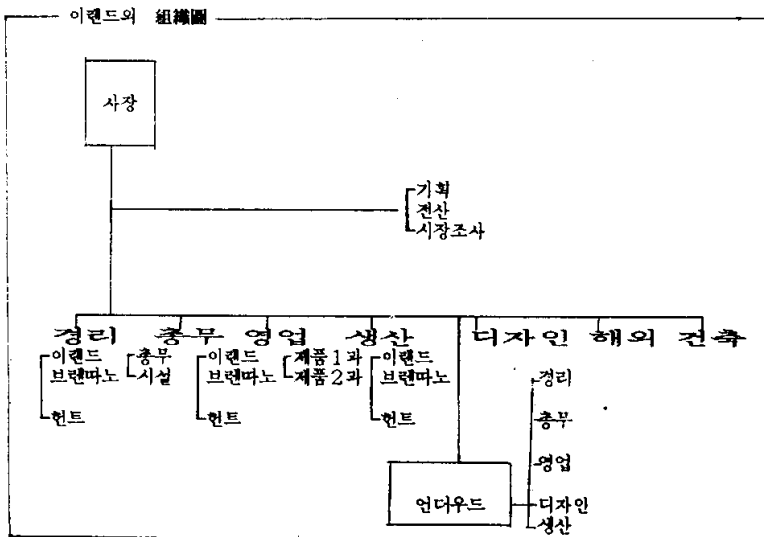 이랜드의 組織圖
사장
기획
전산
시장조사
경리 총무 영업 생산 디자인 해외 건축
이랜드 총무 이랜드 제품1과 이랜드
브렌따노 시설 브렌따노 제품2과 브렌따노
헌트 헌트 헌트
경리
총무
영업
언더우드 디자인
생산